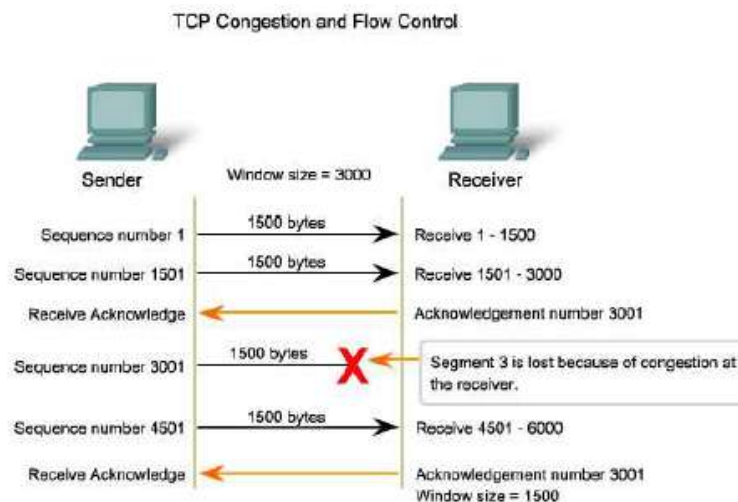 TCP Congestion and Flow Control
Sender
Window size = 3000
Receiver
Sequence number 1
1500 bytes
Receive 1 - 1500
Sequence number 1501
1500 bytes
Receive 1501 - 3000
Receive Acknowledge
Acknowledgement number 3001
Sequence number 3001
1500 bytes
X
Segment 3 is lost because of congestion at
the receiver.
Sequence number 4501
1500 bytes
Receive 4501 - 6000
Receive Acknowledge
Acknowledgement number 3001
Window size = 1500